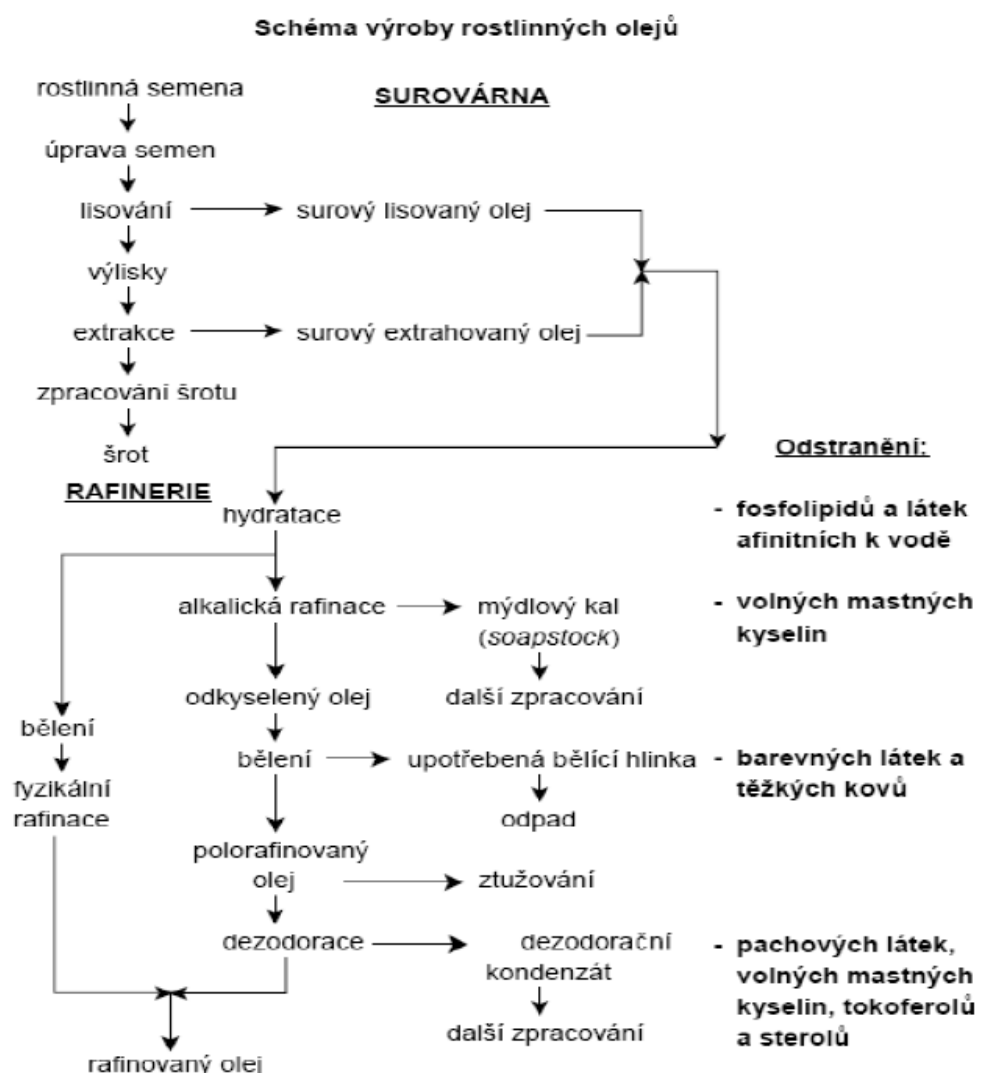 Schéma výroby rostlinných olejů
rostlinná semena
SUROVÁRNA
úprava semen
lisování
surový lisovaný olej
výlisky
extrakce
surový extrahovaný olej
zpracování šrotu
šrot
Odstranění:
RAFINERIE
hydratace
- fosfolipidů a látek
afinitních k vodě
alkalická rafinace
mýdlový kal
(soapstock)
- volných mastných
kyselin
odkyselený olej
další zpracování
bělení
bělení
upotřebená bělící hlinka
- barevných látek a
těžkých kovů
fyzikální
rafinace
odpad
polorafinovaný
olej
ztužování
dezodorace
dezodorační
kondenzát
- pachových látek,
volných mastných
kyselin, tokoferolů
a sterolů
další zpracování
rafinovaný olej